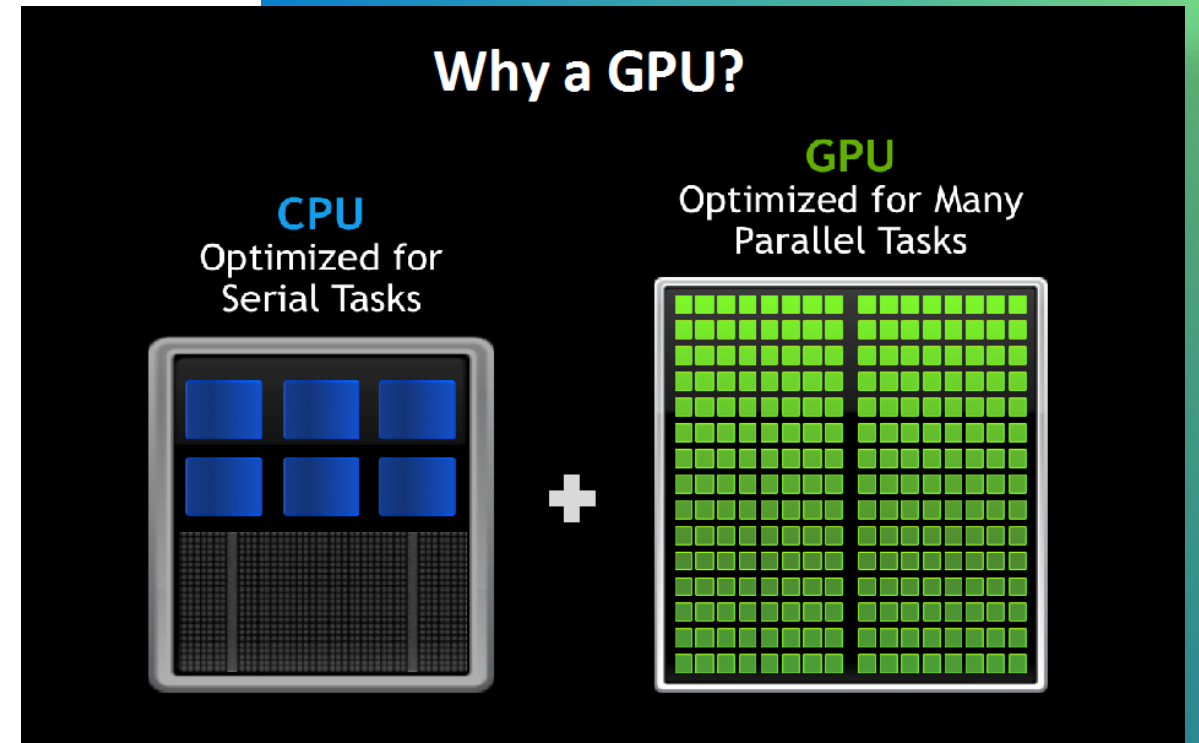 Why a GPU?
CPU
Optimized for
Serial Tasks
GPU
Optimized for Many
Parallel Tasks